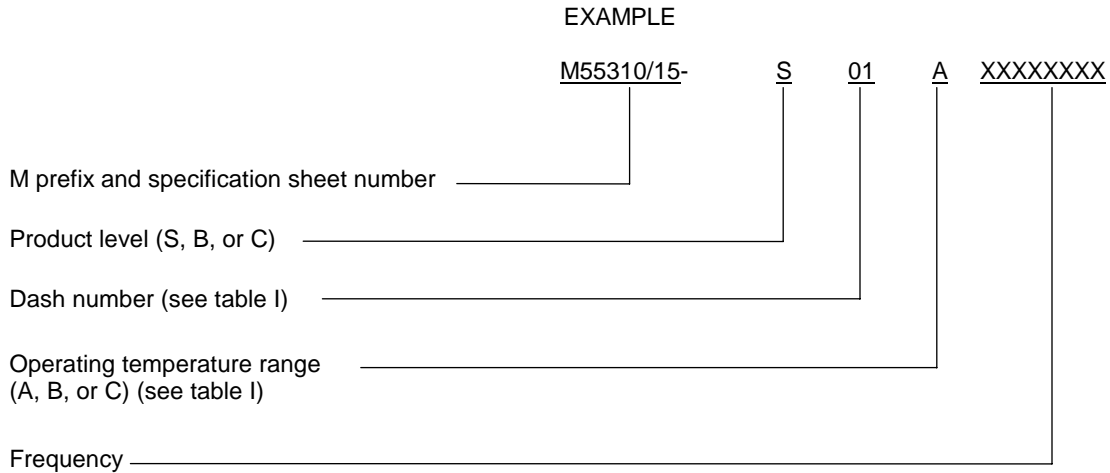 EXAMPLE
M55310/15- S 01 A XXXXXXXX
M prefix and specification sheet number
Product level (S, B, or C)
Dash number (see table I)
Operating temperature range
(A, B, or C) (see table I)
Frequency